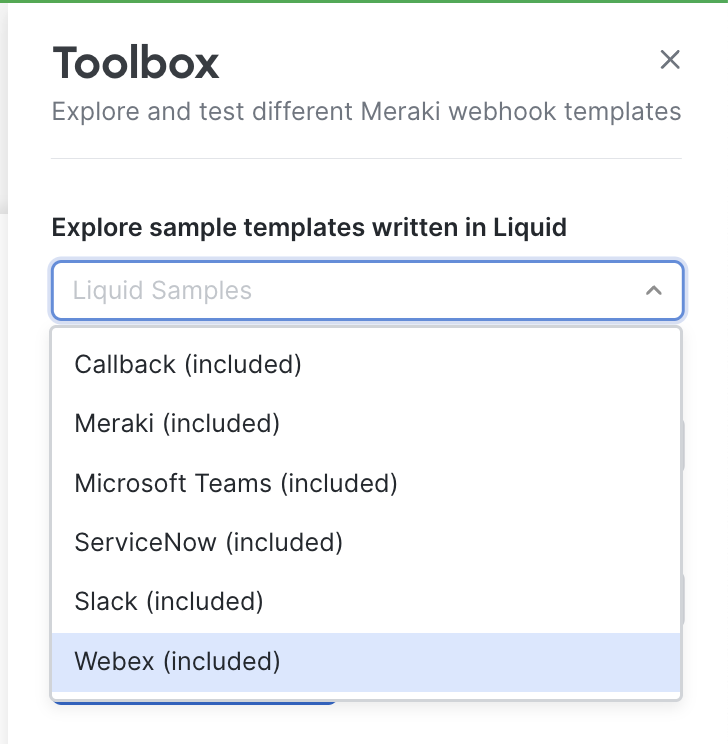 Toolbox
Explore and test different Meraki webhook templates
Explore sample templates written in Liquid
Liquid Samples
Callback (included)
Meraki (included)
Microsoft Teams (included)
ServiceNow (included)
Slack (included)
Webex (included)